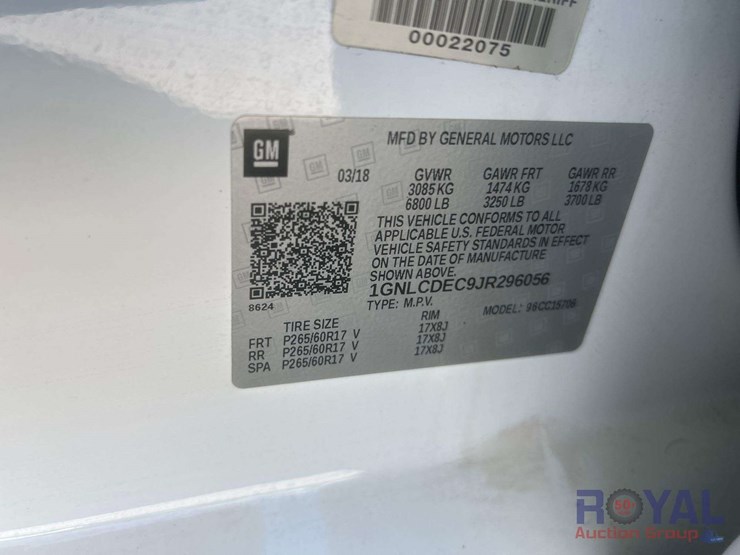 00022075
GM
MFD BY GENERAL MOTORS LLC
03/18 GVWR GAWR FRT GAWR RR
3085 KG 1474 KG 1678 KG
6800 LB 3250 LB 3700 LB
THIS VEHICLE CONFORMS TO ALL
APPLICABLE U.S. FEDERAL MOTOR
VEHICLE SAFETY STANDARDS IN EFFECT
ON THE DATE OF MANUFACTURE
SHOWN ABOVE.
1GNLCDEC9JR296056
8624
TYPE: M.P.V. MODEL:
TIRE SIZE RIM
FRT P265/60R17 V 17X8J
RR P265/60R17 V 17X8J
SPA P265/60R17 V 17X8J
ROYAL
Auction Group